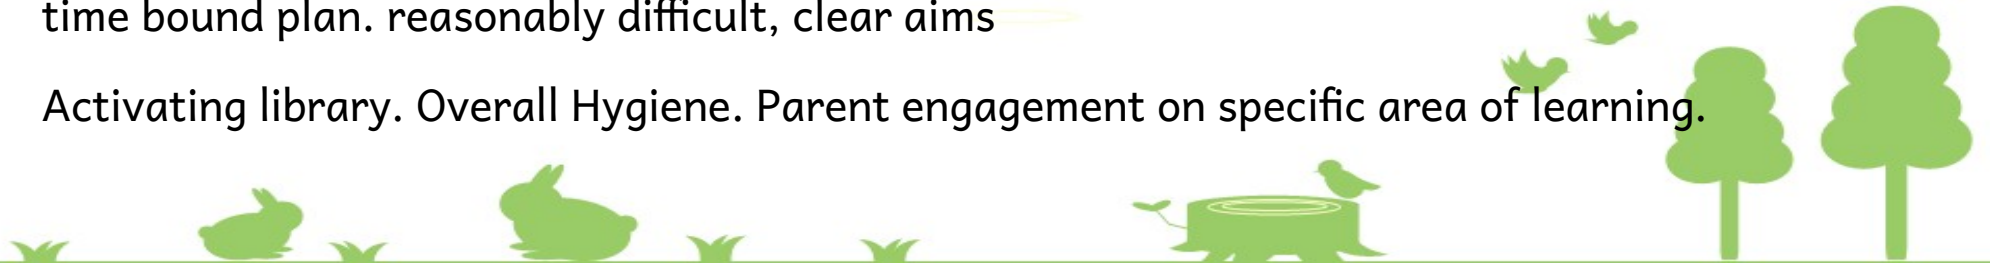 time bound plan. reasonably difficult, clear aims
Activating library. Overall Hygiene. Parent engagement on specific area of learning.